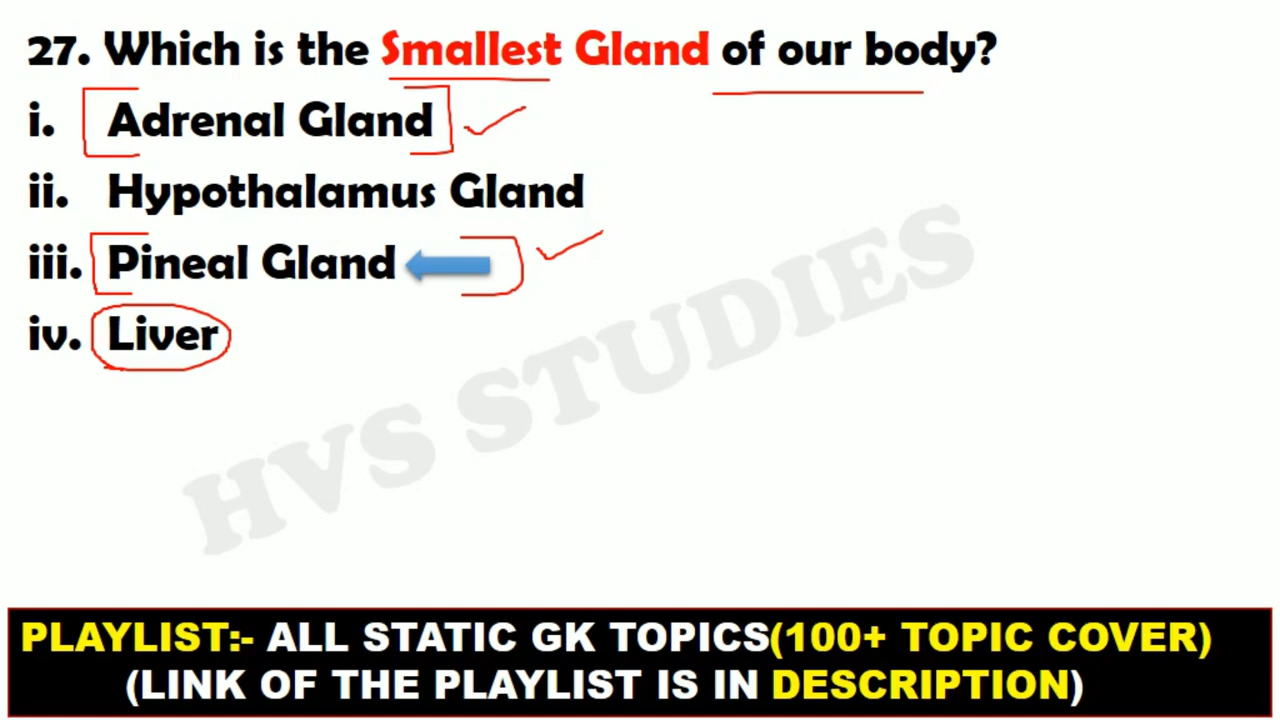 27. Which is the Smallest Gland of our body?
i. Adrenal Gland
ii. Hypothalamus Gland
iii. Pineal Gland
iv. Liver
HVS STUDIES
PLAYLIST:- ALL STATIC GK TOPICS(100+ TOPIC COVER)
(LINK OF THE PLAYLIST IS IN DESCRIPTION)